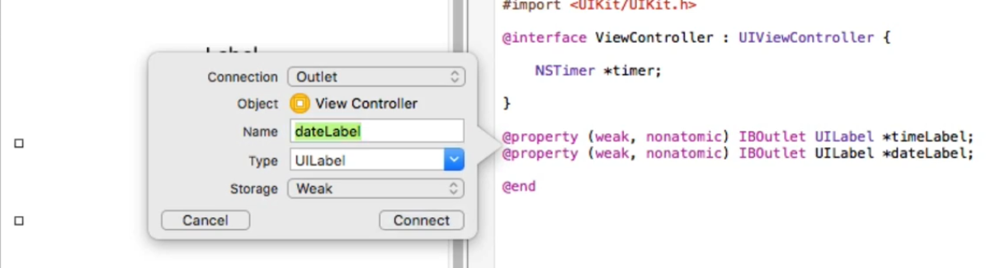 Label
Connection Outlet
Object View Controller
Name dateLabel
Type UILabel
Storage Weak
Cancel Connect
#import <UIKit/UIKit.h>
@interface ViewController : UIViewController {
NSTimer *timer;
}
@property (weak, nonatomic) IBOutlet UILabel *timeLabel;
@property (weak, nonatomic) IBOutlet UILabel *dateLabel;
@end